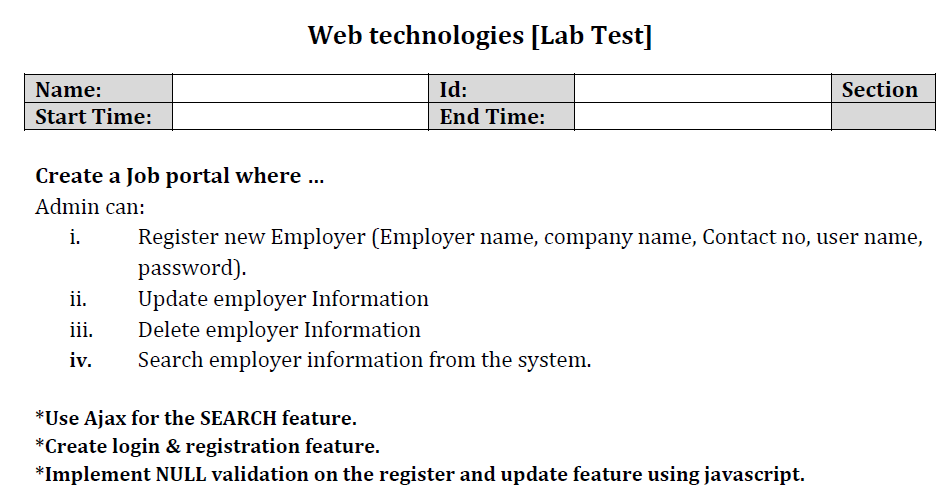 Web technologies [Lab Test]
Name: Id: Section
Start Time: End Time:
Create a Job portal where ...
Admin can:
i. Register new Employer (Employer name, company name, Contact no, user name,
password).
ii. Update employer Information
iii. Delete employer Information
iv. Search employer information from the system.
*Use Ajax for the SEARCH feature.
*Create login & registration feature.
*Implement NULL validation on the register and update feature using javascript.